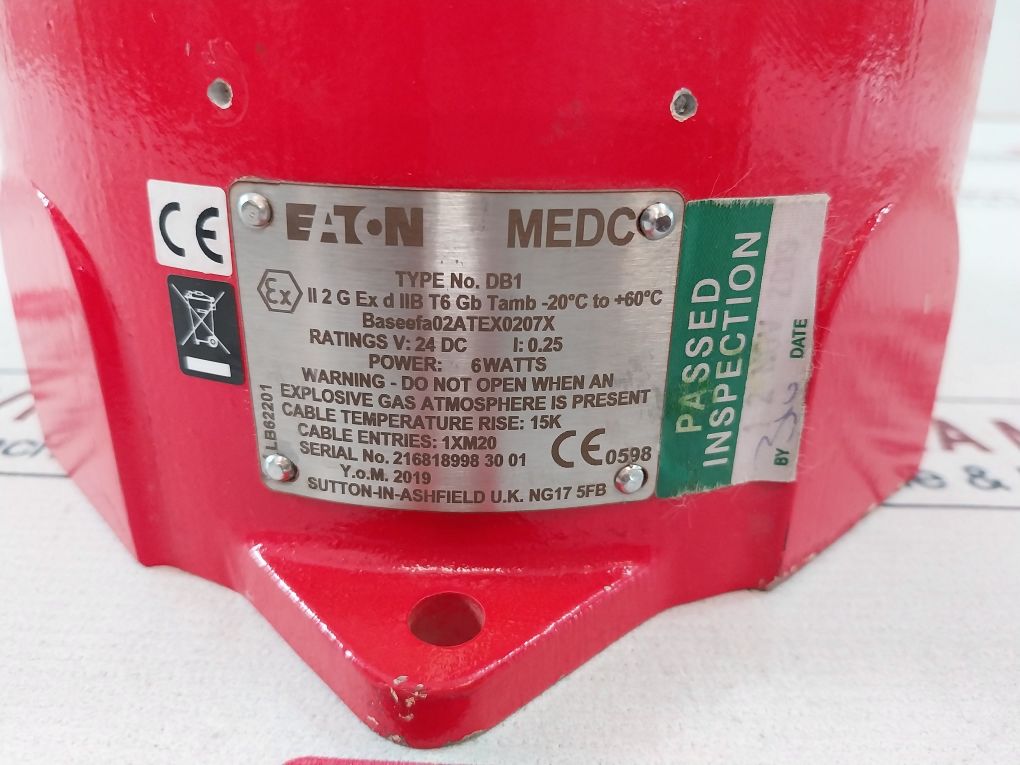 CE
EATON MEDC
Ex
TYPE No. DB1
II 2 G Ex d IIB T6 Gb Tamb -20°C to +60°C
Baseefa02ATEX0207X
RATINGS V: 24 DC I: 0.25
POWER: 6WATTS
WARNING - DO NOT OPEN WHEN AN
EXPLOSIVE GAS ATMOSPHERE IS PRESENT
CABLE TEMPERATURE RISE: 15K
CABLE ENTRIES: 1XM20
SERIAL No. 216818998 30 01
Y.o.M. 2019
SUTTON-IN-ASHFIELD U.K. NG17 5FB
CE 0598
LB62201
PASSED
INSPECTION
BY
DATE